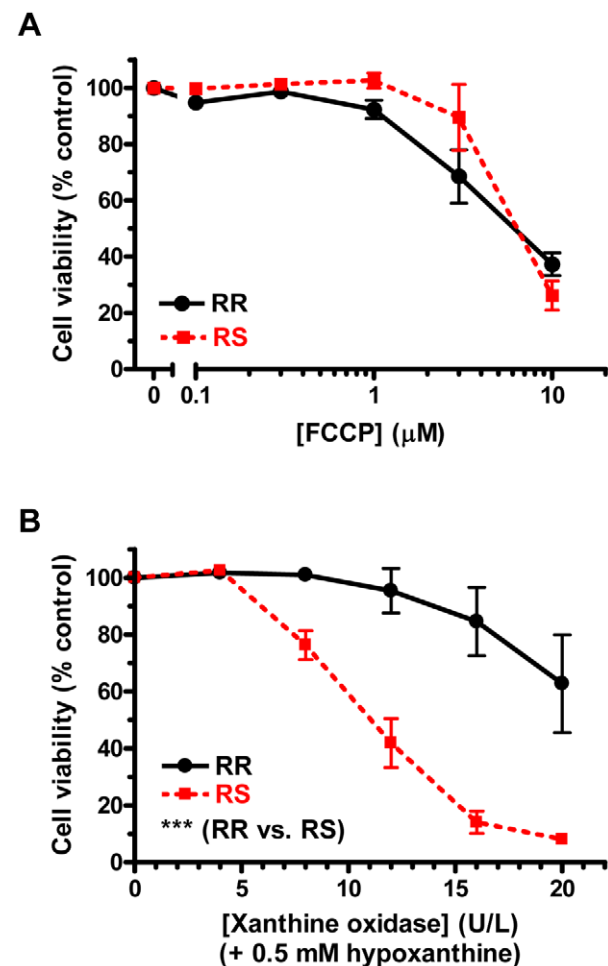 A
Cell viability (% control)
100
80
60
40
20
0
RR
RS
0 0.1 1 10
[FCCP] (μM)
B
Cell viability (% control)
100
80
60
40
20
0
RR
RS
*** (RR vs. RS)
0 5 10 15 20
[Xanthine oxidase] (U/L)
(+ 0.5 mM hypoxanthine)